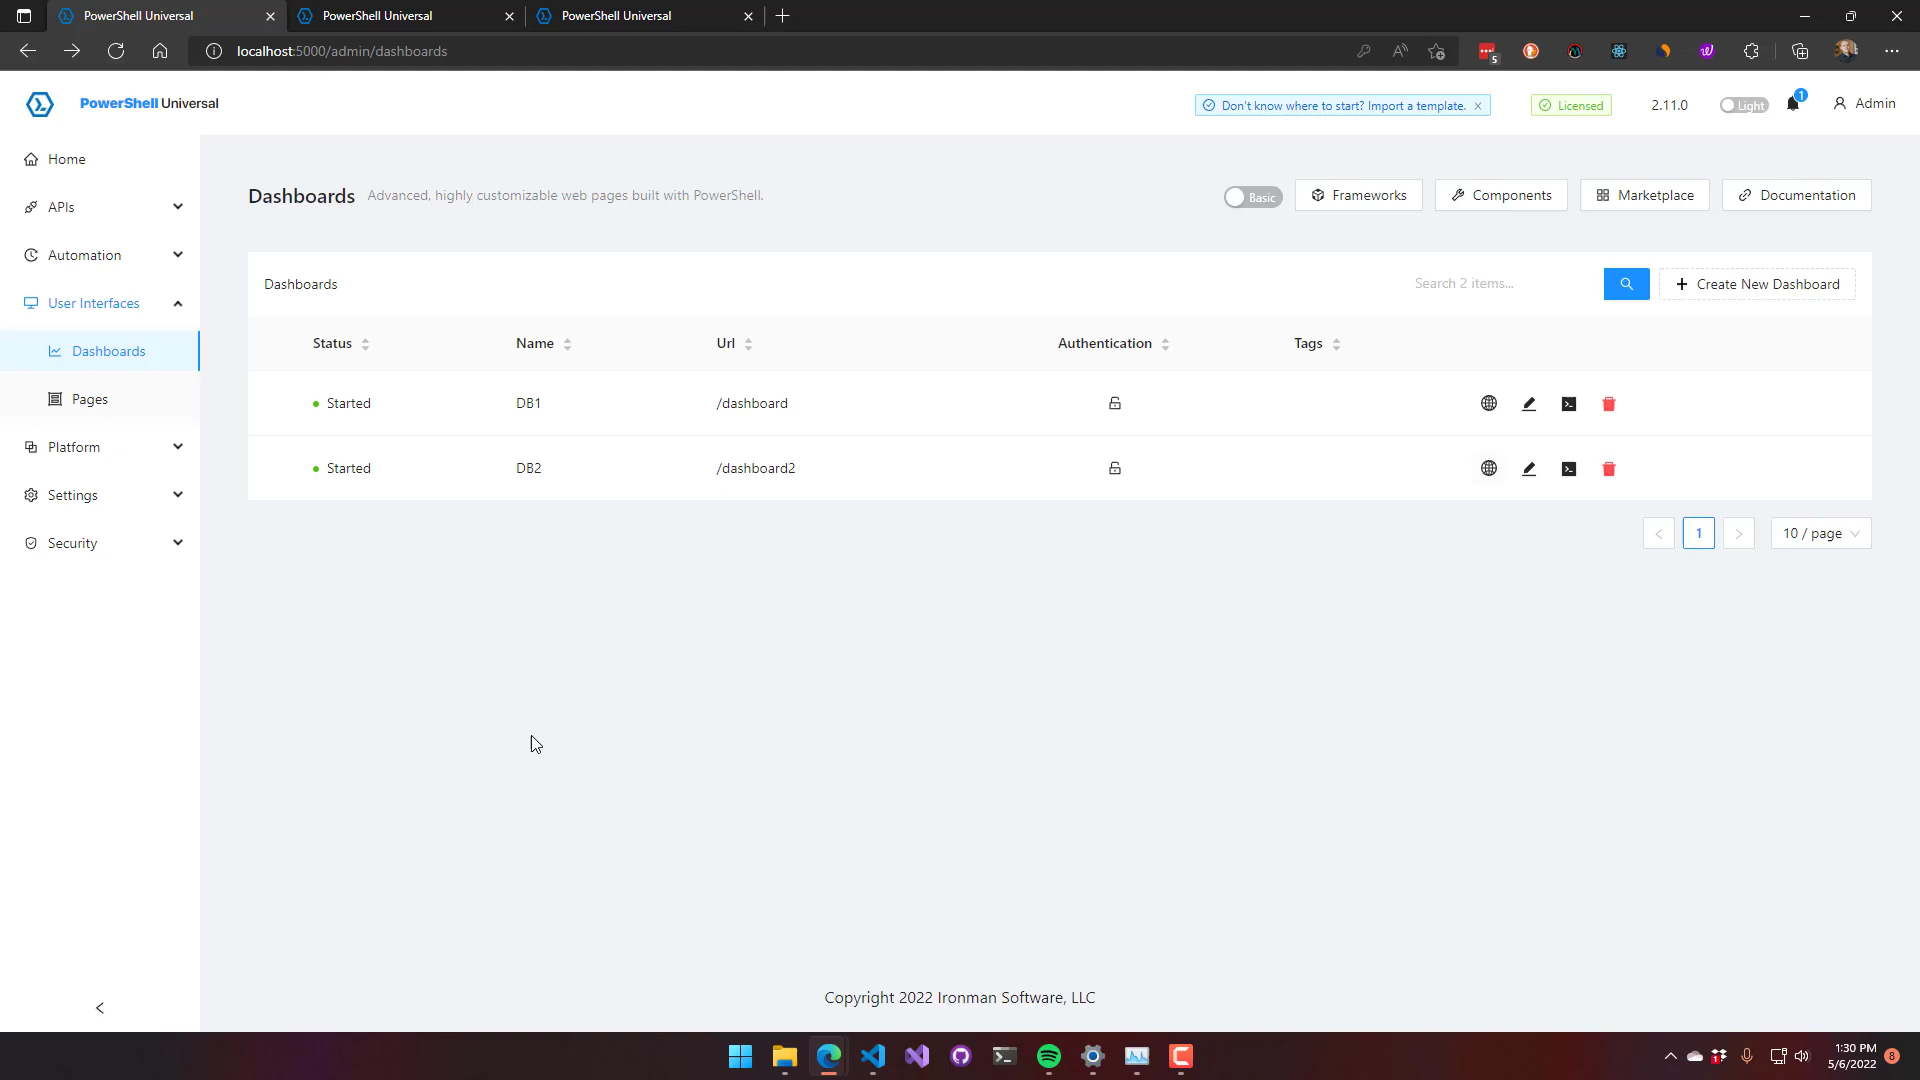 PowerShell Universal
PowerShell Universal
PowerShell Universal
localhost:5000/admin/dashboards
5
PowerShell Universal
Don't know where to start? Import a template.
Licensed
2.11.0
Light
1
Admin
Home
APIs
Automation
User Interfaces
Dashboards
Pages
Platform
Settings
Security
Dashboards
Advanced, highly customizable web pages built with PowerShell.
Basic
Frameworks
Components
Marketplace
Documentation
Dashboards
Search 2 items...
Create New Dashboard
Status
Name
Url
Authentication
Tags
Started
DB1
/dashboard
Started
DB2
/dashboard2
1
10 / page
Copyright 2022 Ironman Software, LLC
1:30 PM
5/6/2022
8